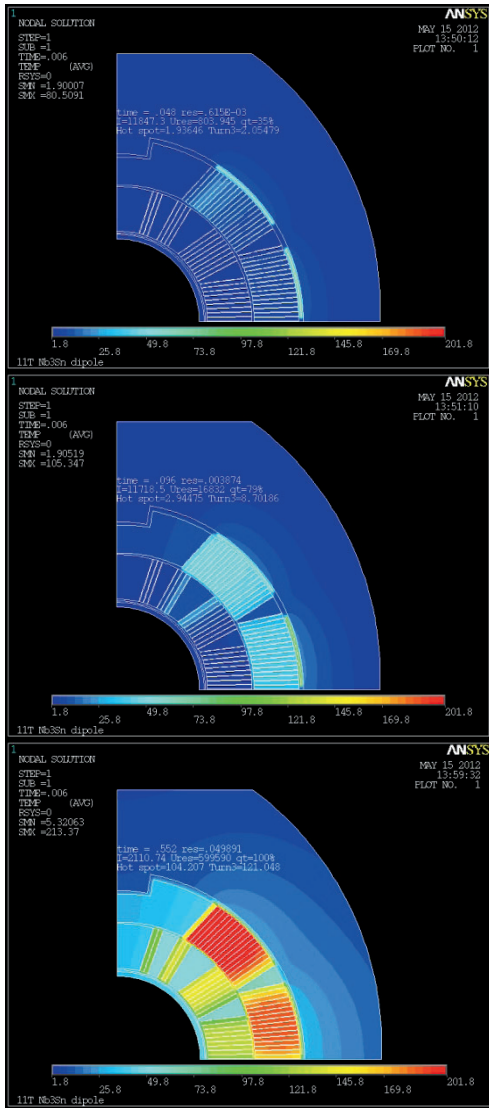 1
NODAL SOLUTION
STEP=1
SUB =1
TIME=.006
TEMP (AVG)
RSYS=0
SMN =1.90007
SMX =80.5091
ANSYS
MAY 15 2012
13:50:12
PLOT NO. 1
time = .048 res=.615E-03
I=11847.3 Ures=803.945 qt=35%
Hot spot=1.93646 Turn3=2.05479
1.8 25.8 49.8 73.8 97.8 121.8 145.8 169.8 193.8 201.8
11T Nb3Sn dipole
1
NODAL SOLUTION
STEP=1
SUB =1
TIME=.006
TEMP (AVG)
RSYS=0
SMN =1.90519
SMX =105.347
ANSYS
MAY 15 2012
13:51:10
PLOT NO. 1
time = .096 res=.003874
I=11718.5 Ures=16832 qt=79%
Hot spot=2.94475 Turn3=8.70186
1.8 25.8 49.8 73.8 97.8 121.8 145.8 169.8 201.8
11T Nb3Sn dipole
1
NODAL SOLUTION
STEP=1
SUB =1
TIME=.006
TEMP (AVG)
RSYS=0
SMN =5.32063
SMX =213.37
ANSYS
MAY 15 2012
13:59:32
PLOT NO. 1
time = .552 res=.049891
I=2110.74 Ures=599590 qt=100%
Hot spot=104.207 Turn3=121.048
1.8 25.8 49.8 73.8 97.8 121.8 145.8 169.8 201.8
11T Nb3Sn dipole